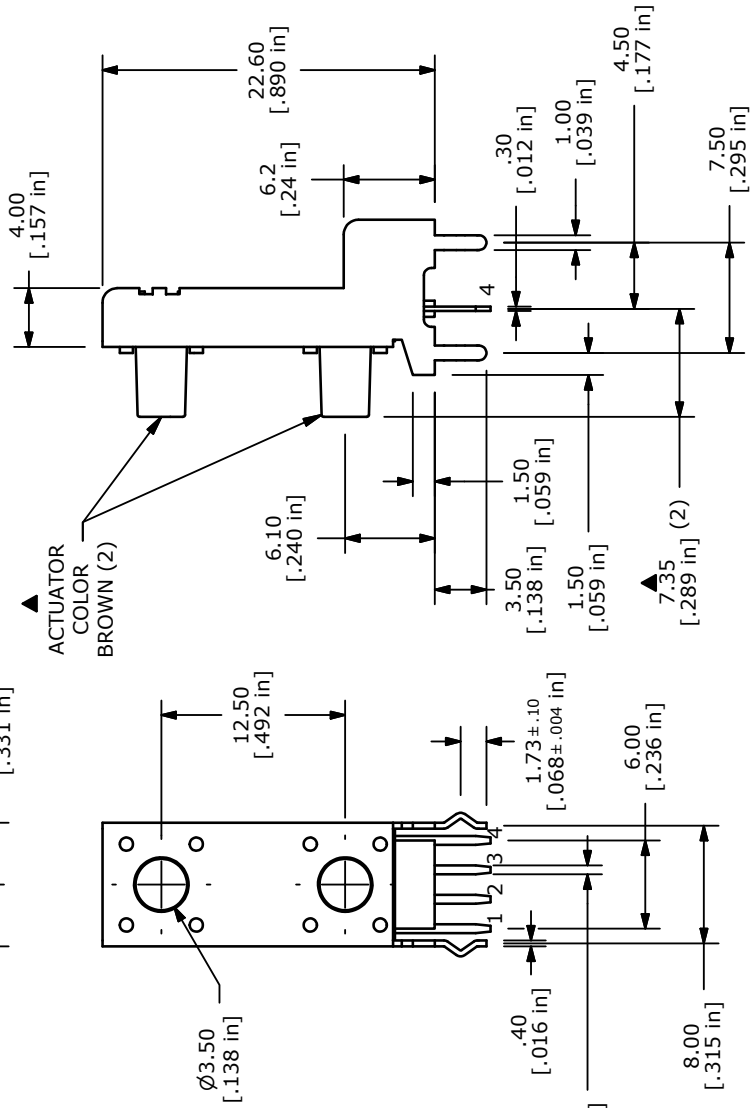 4.00
[.157 in]
22.60
[.890 in]
6.2
[.24 in]
.30
[.012 in]
1.00
[.039 in]
4.50
[.177 in]
7.50
[.295 in]
4
▲
ACTUATOR
COLOR
BROWN (2)
6.10
[.240 in]
1.50
[.059 in]
3.50
[.138 in]
1.50
[.059 in]
▲
7.35
[.289 in] (2)
[.331 in]
12.50
[.492 in]
1.73±.10
[.068±.004 in]
6.00
[.236 in]
1
2
3
4
Ø3.50
[.138 in]
.40
[.016 in]
8.00
[.315 in]
]